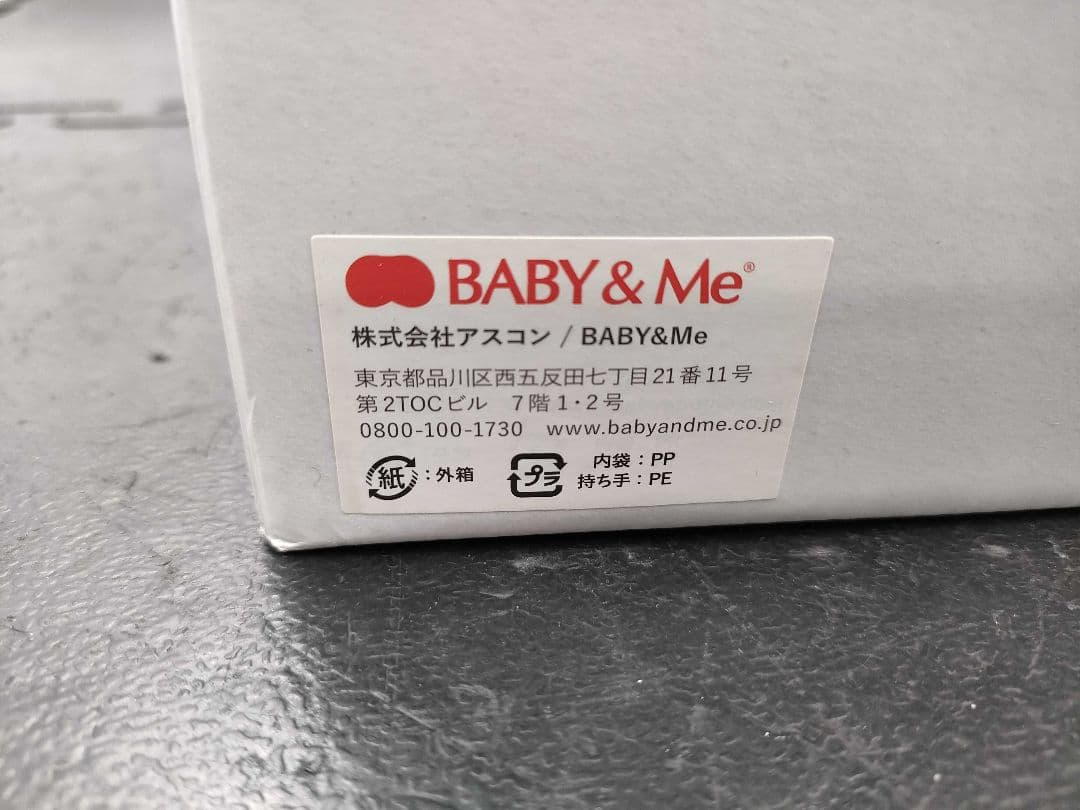 BABY & Me®
株式会社アスコン / BABY&Me
東京都品川区西五反田七丁目21番11号
第2TOCビル　7階1・2号
0800-100-1730　www.babyandme.co.jp
紙：外箱
プラ 内袋：PP
持ち手：PE